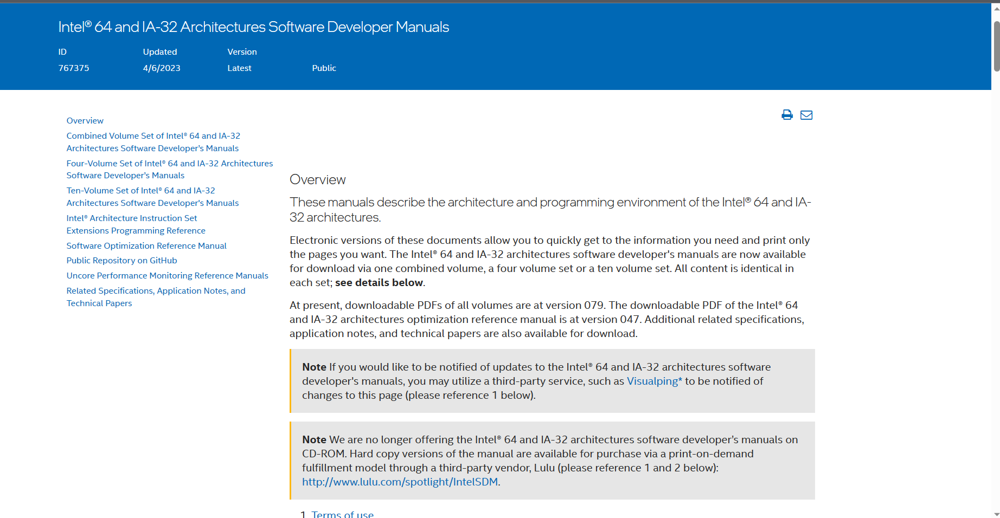 Intel® 64 and IA-32 Architectures Software Developer Manuals
ID
Updated
Version
767375
4/6/2023
Latest
Public
Overview
Combined Volume Set of Intel® 64 and IA-32
Architectures Software Developer’s Manuals
Four-Volume Set of Intel® 64 and IA-32 Architectures
Software Developer’s Manuals
Ten-Volume Set of Intel® 64 and IA-32
Architectures Software Developer's Manuals
Intel® Architecture Instruction Set
Extensions Programming Reference
Software Optimization Reference Manual
Public Repository on GitHub
Uncore Performance Monitoring Reference Manuals
Related Specifications, Application Notes, and
Technical Papers
Overview
These manuals describe the architecture and programming environment of the Intel® 64 and IA-
32 architectures.
Electronic versions of these documents allow you to quickly get to the information you need and print only
the pages you want. The Intel® 64 and IA-32 architectures software developer's manuals are now available
for download via one combined volume, a four volume set or a ten volume set. All content is identical in
each set; see details below.
At present, downloadable PDFs of all volumes are at version 079. The downloadable PDF of the Intel® 64
and IA-32 architectures optimization reference manual is at version 047. Additional related specifications,
application notes, and technical papers are also available for download.
Note If you would like to be notified of updates to the Intel® 64 and IA-32 architectures software
developer's manuals, you may utilize a third-party service, such as Visualping* to be notified of
changes to this page (please reference 1 below).
Note We are no longer offering the Intel® 64 and IA-32 architectures software developer’s manuals on
CD-ROM. Hard copy versions of the manual are available for purchase via a print-on-demand
fulfillment model through a third-party vendor, Lulu (please reference 1 and 2 below):
http://www.lulu.com/spotlight/IntelSDM.
1. Terms of use